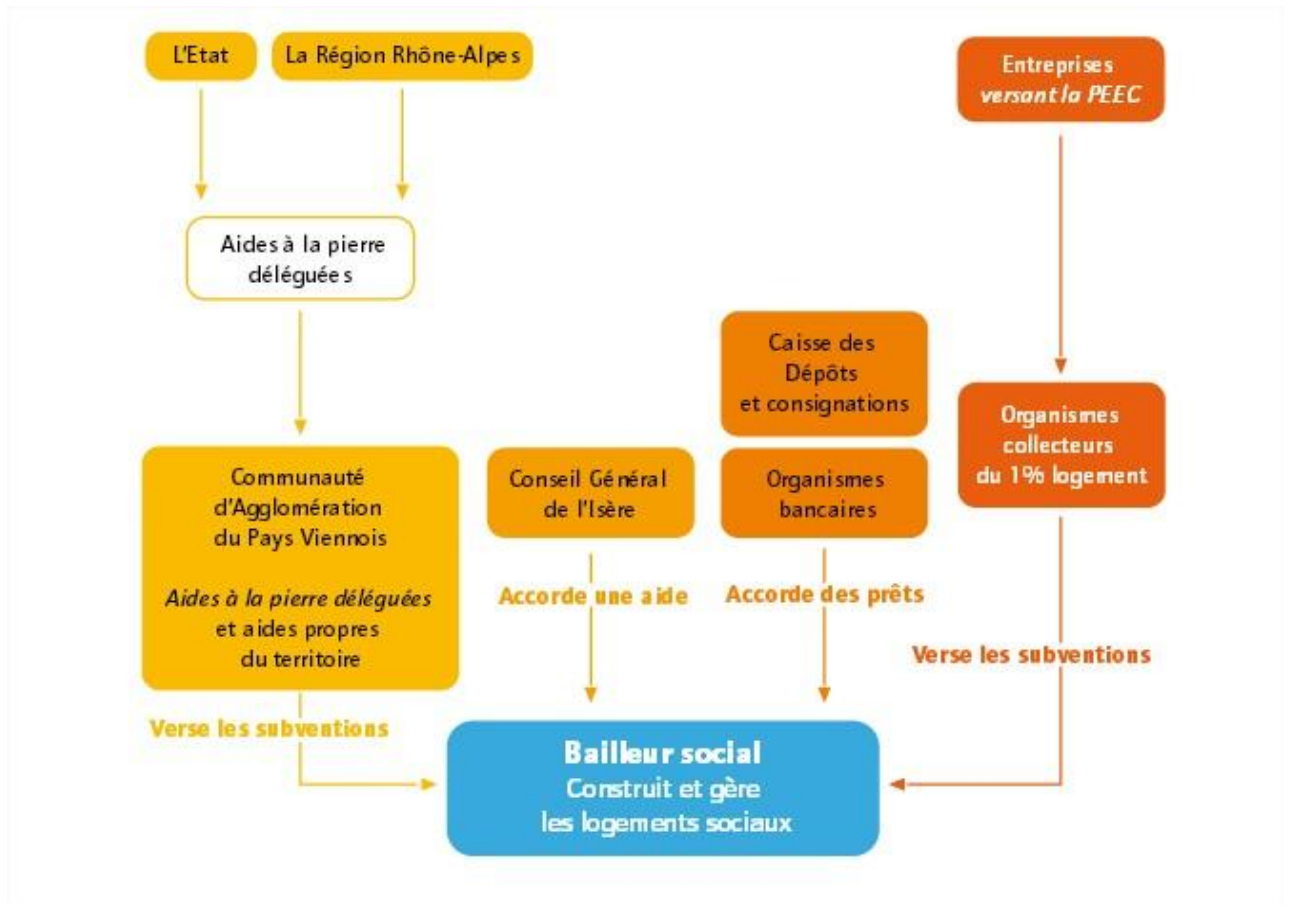 L'Etat
La Région Rhône-Alpes
Entreprises
versant la PEEC
Aides à la pierre
déléguées
Caisse des
Dépôts
et consignations
Organismes
collecteurs
du 1% logement
Communauté
d'Agglomération
du Pays Viennois
Aides à la pierre déléguées
et aides propres
du territoire
Conseil Général
de l'Isère
Organismes
bancaires
Accorde une aide
Accorde des prêts
Verse les subventions
Verse les subventions
Bailleur social
Construit et gère
les logements sociaux